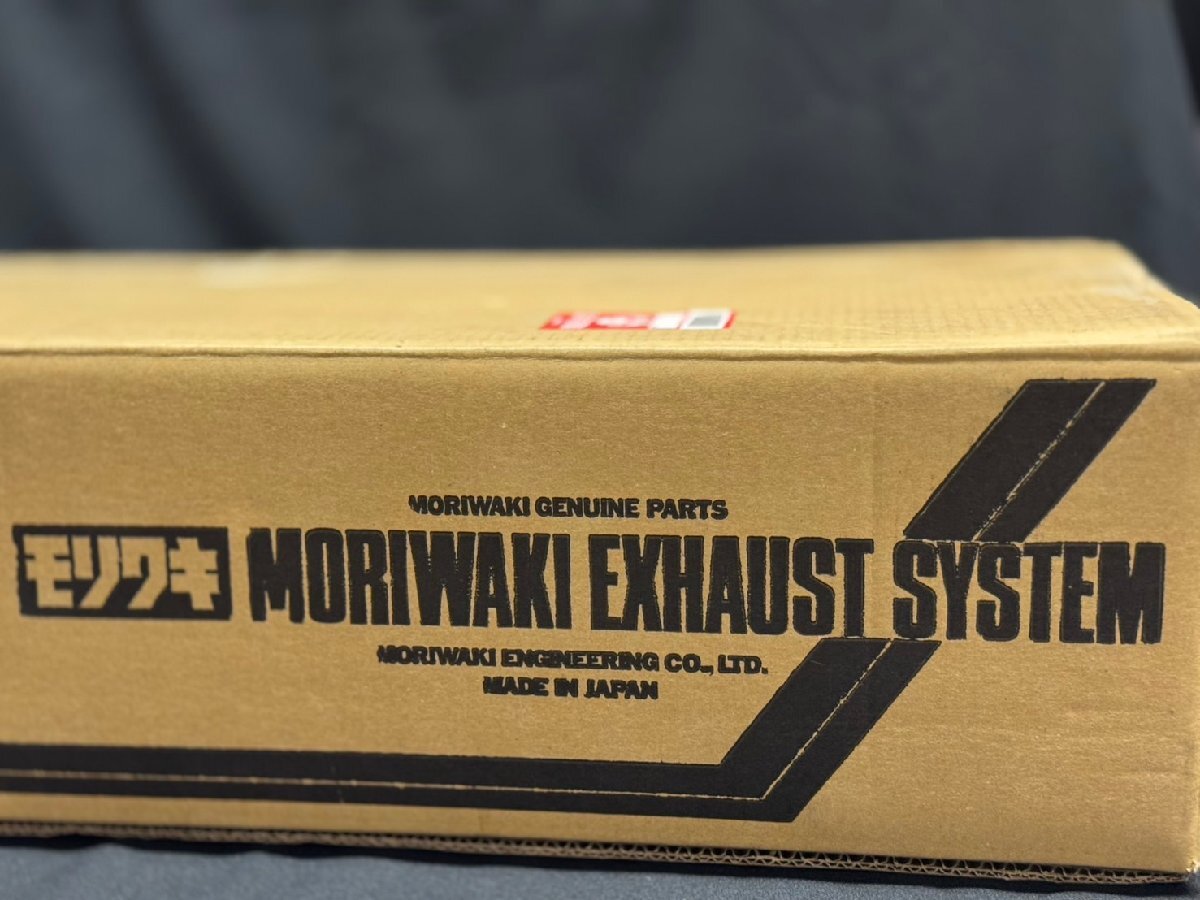 MORIWAKI GENUINE PARTS
モリワキ MORIWAKI EXHAUST SYSTEM
MORIWAKI ENGINEERING CO., LTD.
MADE IN JAPAN